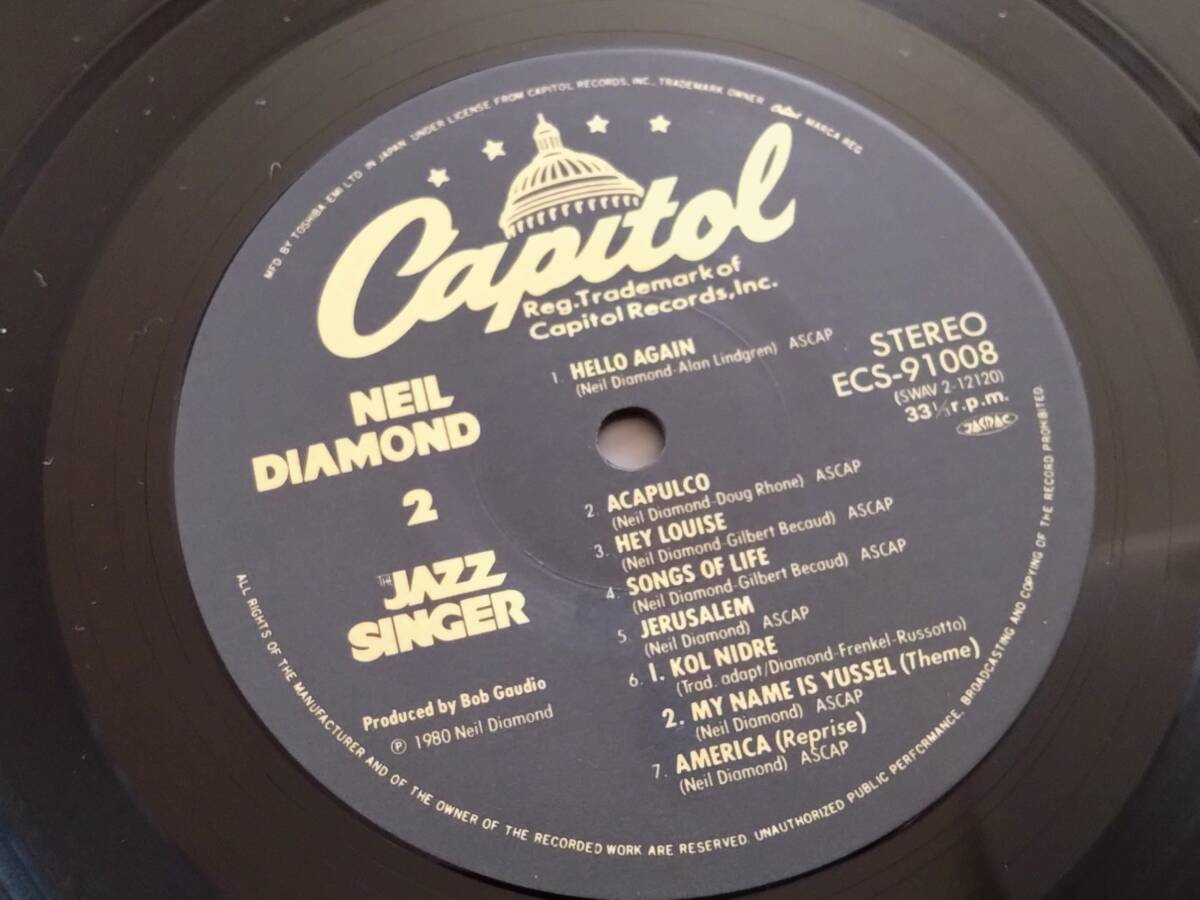 MFD BY TOSHIBA-EMI LTD IN JAPAN UNDER LICENSE FROM CAPITOL RECORDS, INC., TRADEMARK OWNER Capitol MARCA REG.
Capitol
Reg.Trademark of
Capitol Records,Inc.
STEREO
ECS-91008
(SWAV 2-12120)
33⅓r.p.m.
JASRAC
NEIL
DIAMOND
2
THE
JAZZ
SINGER
Produced by Bob Gaudio
Ⓟ 1980 Neil Diamond
1. HELLO AGAIN
(Neil Diamond-Alan Lindgren) ASCAP
2. ACAPULCO
(Neil Diamond-Doug Rhone) ASCAP
3. HEY LOUISE
(Neil Diamond-Gilbert Becaud) ASCAP
4. SONGS OF LIFE
(Neil Diamond-Gilbert Becaud) ASCAP
5. JERUSALEM
(Neil Diamond) ASCAP
6. 1. KOL NIDRE
(Trad. adapt/Diamond-Frenkel-Russotto)
2. MY NAME IS YUSSEL (Theme)
(Neil Diamond) ASCAP
7. AMERICA (Reprise)
(Neil Diamond) ASCAP
ALL RIGHTS OF THE MANUFACTURER AND OF THE OWNER OF THE RECORDED WORK ARE RESERVED. UNAUTHORIZED PUBLIC PERFORMANCE, BROADCASTING AND COPYING OF THE RECORD PROHIBITED.